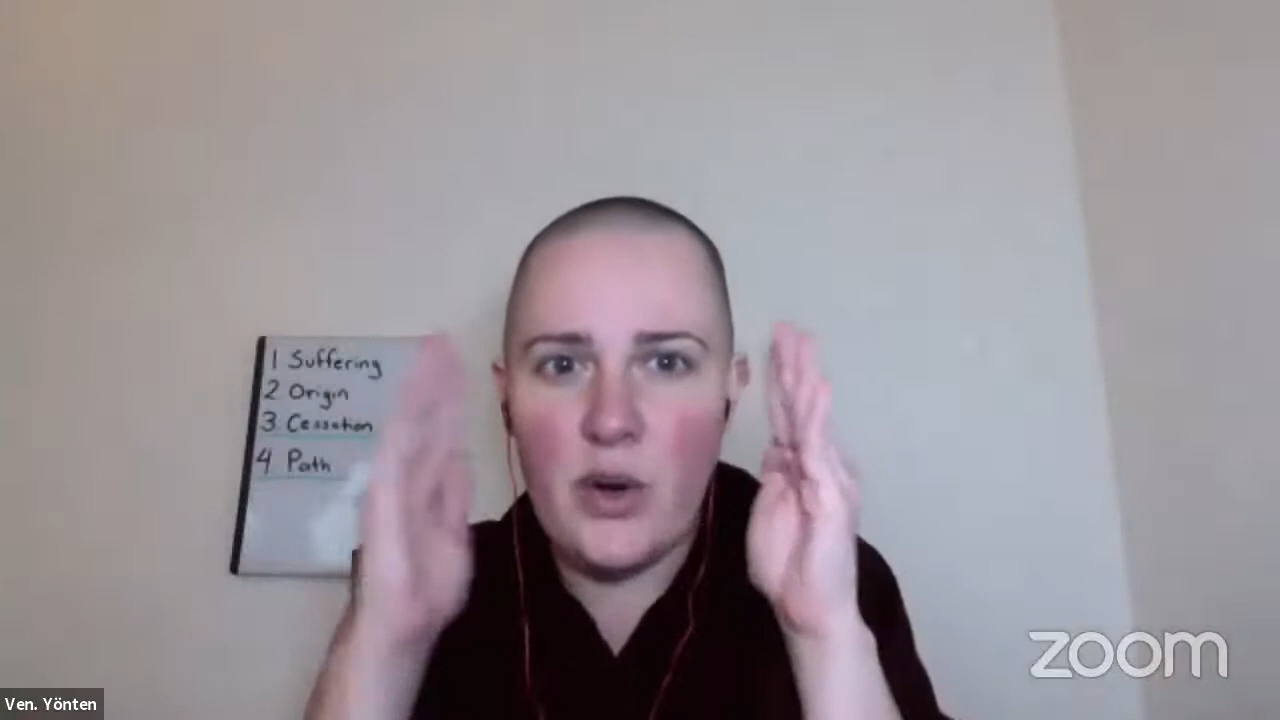 1 Suffering
2 Origin
3. Cessation
4 Path
zoom
Ven. Yönten